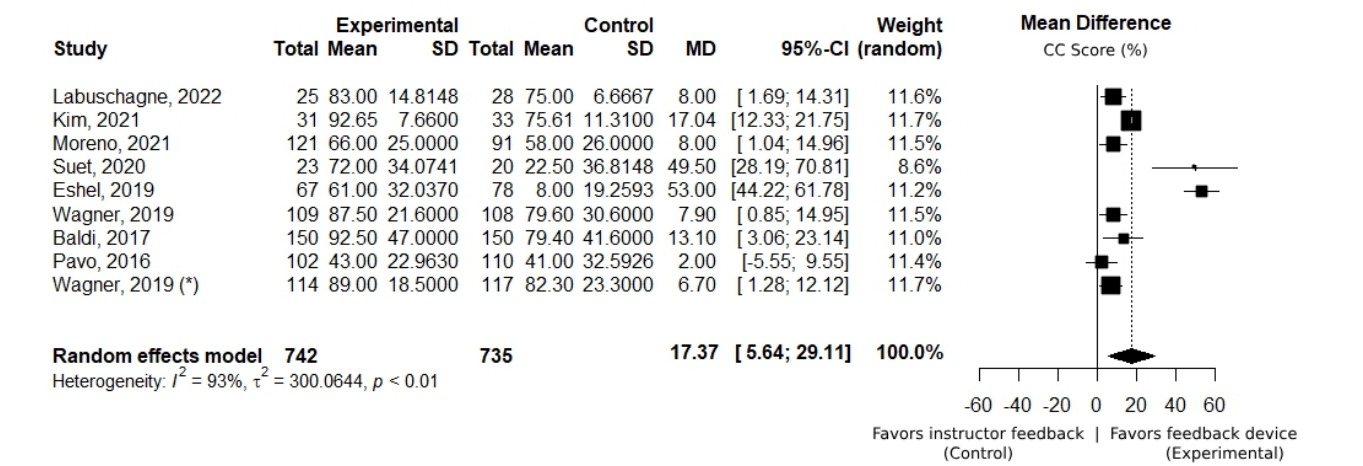 Experimental Control Weight Mean Difference
Study Total Mean SD Total Mean SD MD 95%-CI (random) CC Score (%)
Labuschagne, 2022 25 83.00 14.8148 28 75.00 6.6667 8.00 [ 1.69; 14.31] 11.6%
Kim, 2021 31 92.65 7.6600 33 75.61 11.3100 17.04 [12.33; 21.75] 11.7%
Moreno, 2021 121 66.00 25.0000 91 58.00 26.0000 8.00 [ 1.04; 14.96] 11.5%
Suet, 2020 23 72.00 34.0741 20 22.50 36.8148 49.50 [28.19; 70.81] 8.6%
Eshel, 2019 67 61.00 32.0370 78 8.00 19.2593 53.00 [44.22; 61.78] 11.2%
Wagner, 2019 109 87.50 21.6000 108 79.60 30.6000 7.90 [ 0.85; 14.95] 11.5%
Baldi, 2017 150 92.50 47.0000 150 79.40 41.6000 13.10 [ 3.06; 23.14] 11.0%
Pavo, 2016 102 43.00 22.9630 110 41.00 32.5926 2.00 [-5.55; 9.55] 11.4%
Wagner, 2019 (*) 114 89.00 18.5000 117 82.30 23.3000 6.70 [ 1.28; 12.12] 11.7%
Random effects model 742 735 17.37 [ 5.64; 29.11] 100.0%
Heterogeneity: I² = 93%, τ² = 300.0644, p < 0.01
-60 -40 -20 0 20 40 60
Favors instructor feedback | Favors feedback device
(Control) (Experimental)